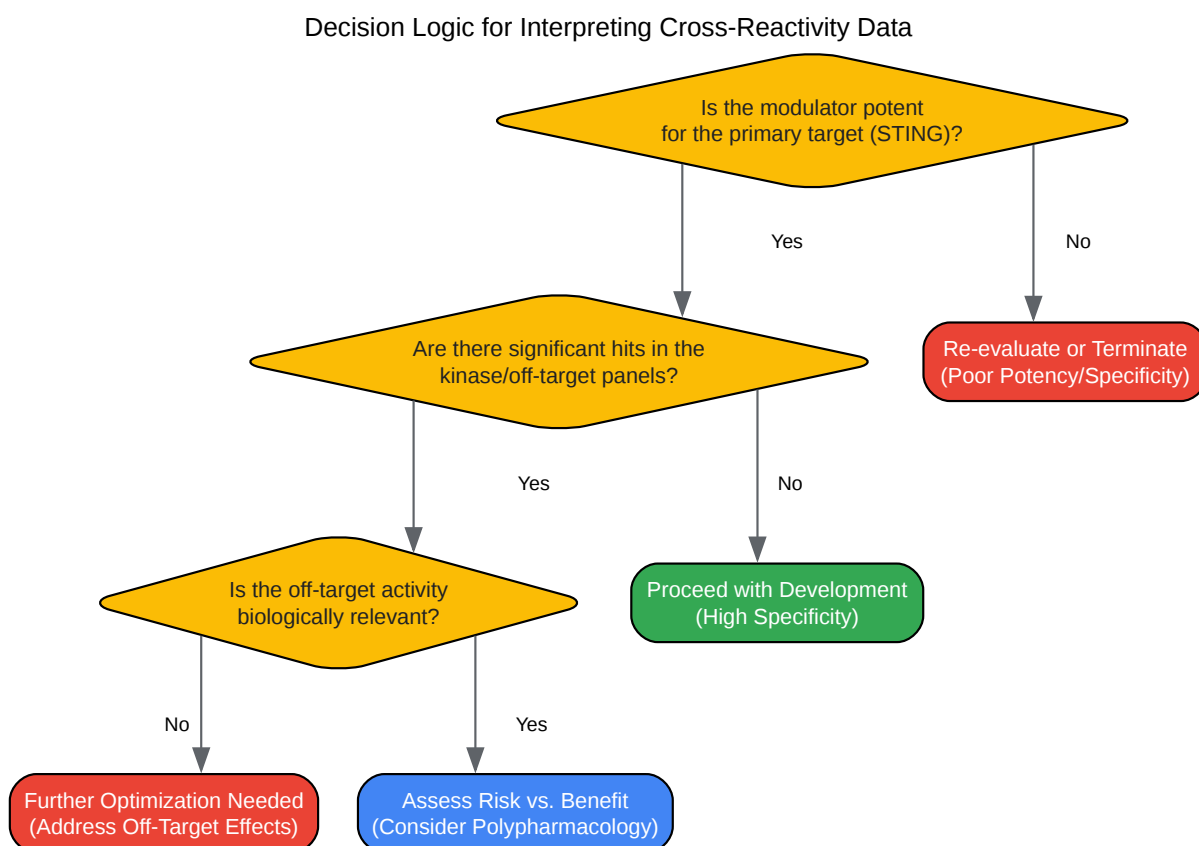 Decision Logic for Interpreting Cross-Reactivity Data
Is the modulator potent
for the primary target (STING)?
Yes
No
Are there significant hits in the
kinase/off-target panels?
Re-evaluate or Terminate
(Poor Potency/Specificity)
Yes
No
Is the off-target activity
biologically relevant?
Proceed with Development
(High Specificity)
No
Yes
Further Optimization Needed
(Address Off-Target Effects)
Assess Risk vs. Benefit
(Consider Polypharmacology)